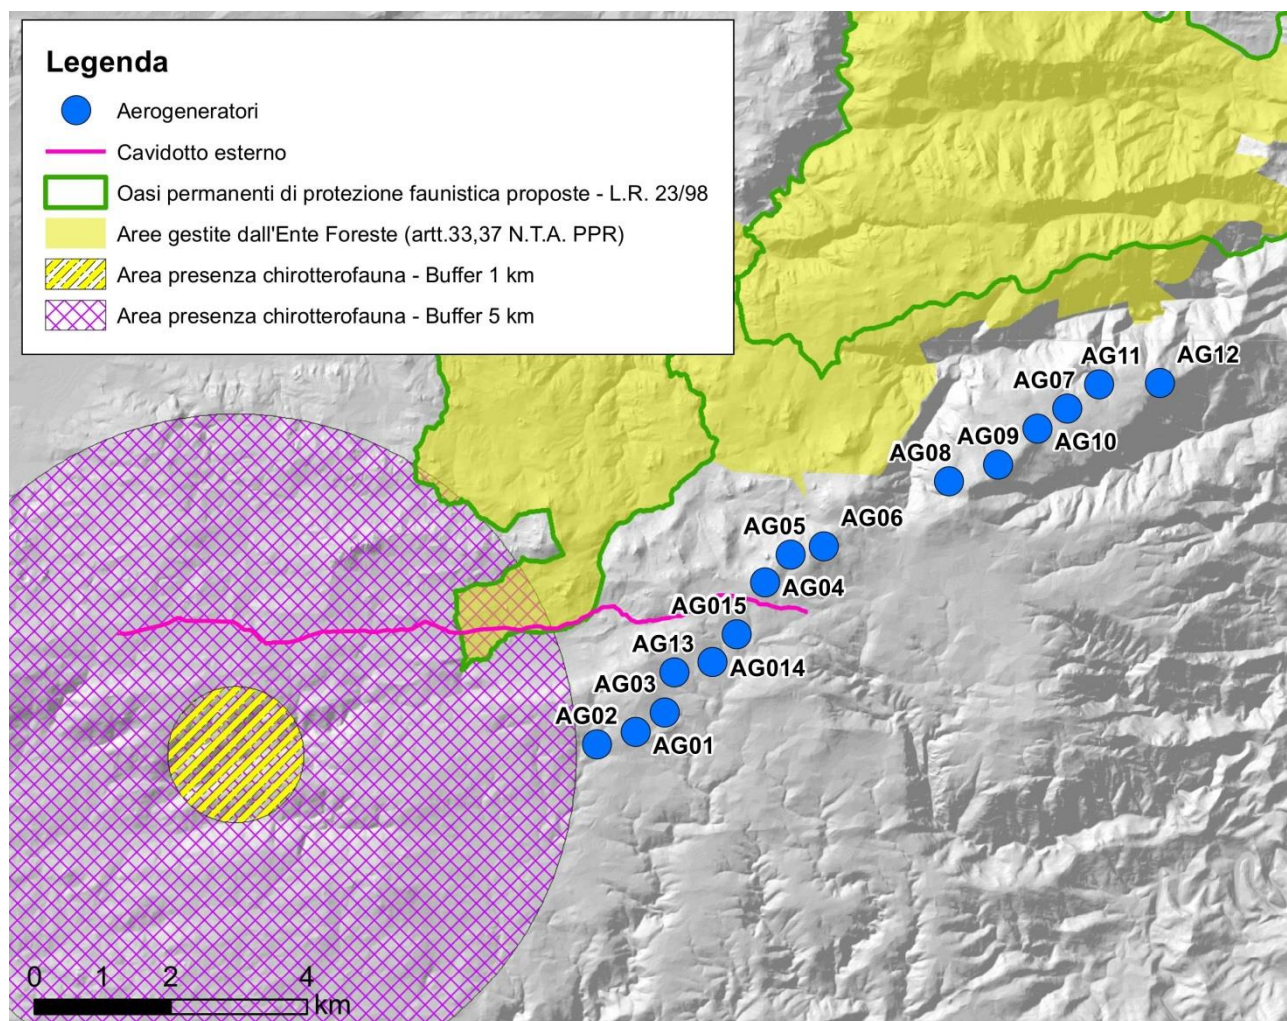 Legenda
Aerogeneratori
Cavidotto esterno
Oasi permanenti di protezione faunistica proposte - L.R. 23/98
Aree gestite dall'Ente Foreste (artt.33,37 N.T.A. PPR)
Area presenza chirotterofauna - Buffer 1 km
Area presenza chirotterofauna - Buffer 5 km
AG11
AG12
AG07
AG09
AG10
AG08
AG06
AG05
AG04
AG015
AG13
AG014
AG03
AG02
AG01
0 1 2 4
km